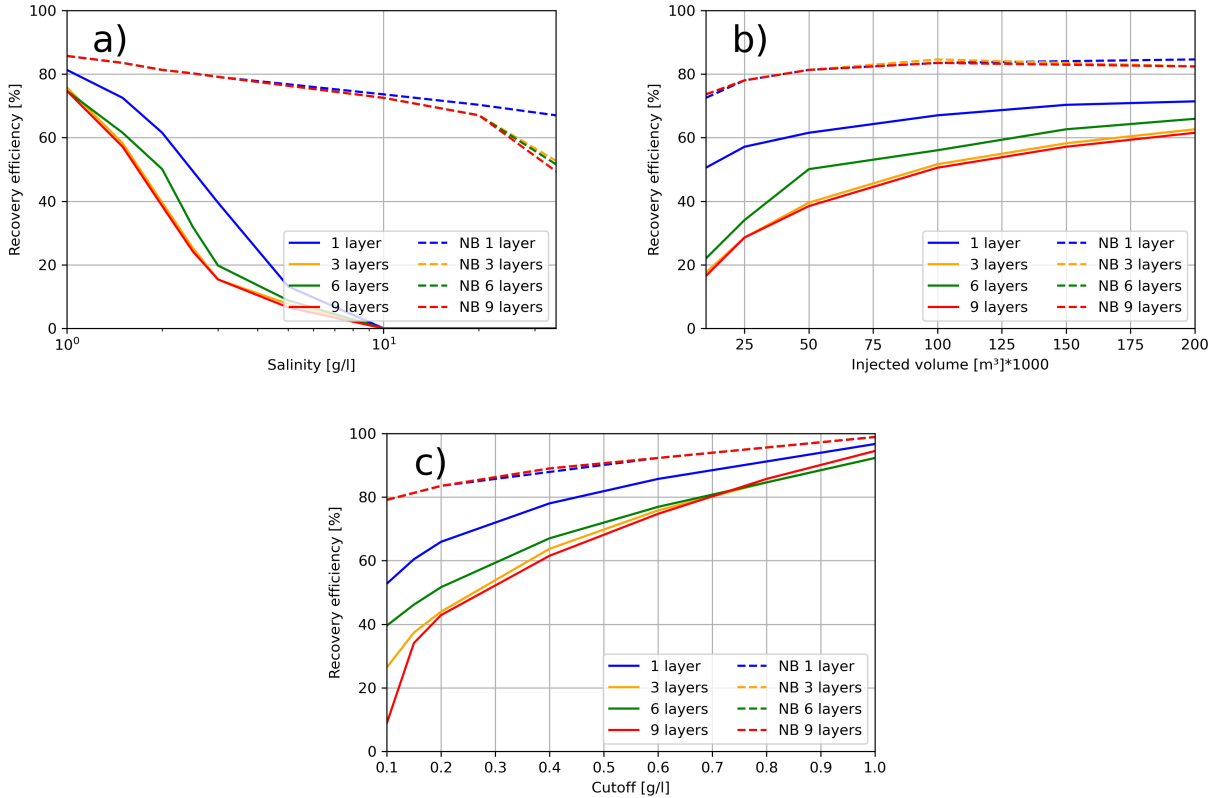 a)
100
80
60
40
20
0
Recovery efficiency [%]
1 layer
3 layers
6 layers
9 layers
NB 1 layer
NB 3 layers
NB 6 layers
NB 9 layers
10⁰ 10¹
Salinity [g/l]
b)
100
80
60
40
20
0
Recovery efficiency [%]
1 layer
3 layers
6 layers
9 layers
NB 1 layer
NB 3 layers
NB 6 layers
NB 9 layers
25 50 75 100 125 150 175 200
Injected volume [m³]*1000
c)
100
80
60
40
20
0
Recovery efficiency [%]
1 layer
3 layers
6 layers
9 layers
NB 1 layer
NB 3 layers
NB 6 layers
NB 9 layers
0.1 0.2 0.3 0.4 0.5 0.6 0.7 0.8 0.9 1.0
Cutoff [g/l]